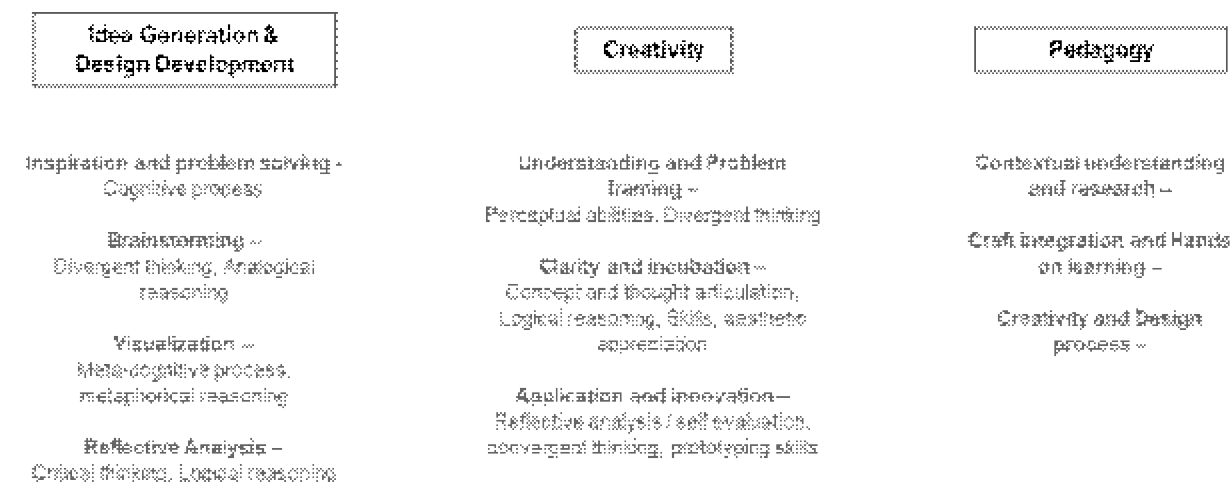 Idea Generation &
Design Development
Inspiration and problem solving -
Cognitive process
Brainstorming –
Divergent thinking, Analogical
reasoning
Visualization –
Meta-cognitive process,
metaphorical reasoning
Reflective Analysis –
Critical thinking, Logical reasoning
Creativity
Understanding and Problem
framing –
Perceptual abilities, Divergent thinking
Clarity and incubation –
Concept and thought articulation,
Logical reasoning, Skills, aesthetic
appreciation
Application and innovation –
Reflective analysis / self evaluation,
convergent thinking, prototyping skills
Pedagogy
Contextual understanding
and research –
Craft integration and Hands
on learning –
Creativity and Design
process –